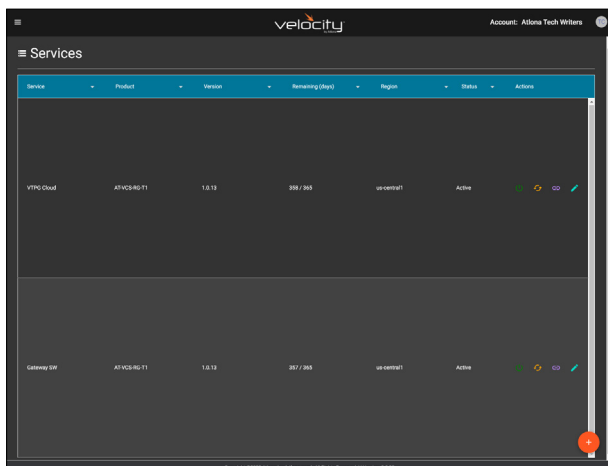 velocity
Account: Atlona Tech Writers
Services
Service Product Version Remaining (days) Region Status Actions
VTPG Cloud AT-VCS-RG-T1 1.0.13 358 / 365 us-central1 Active
Gateway SW AT-VCS-RG-T1 1.0.13 357 / 365 us-central1 Active
+